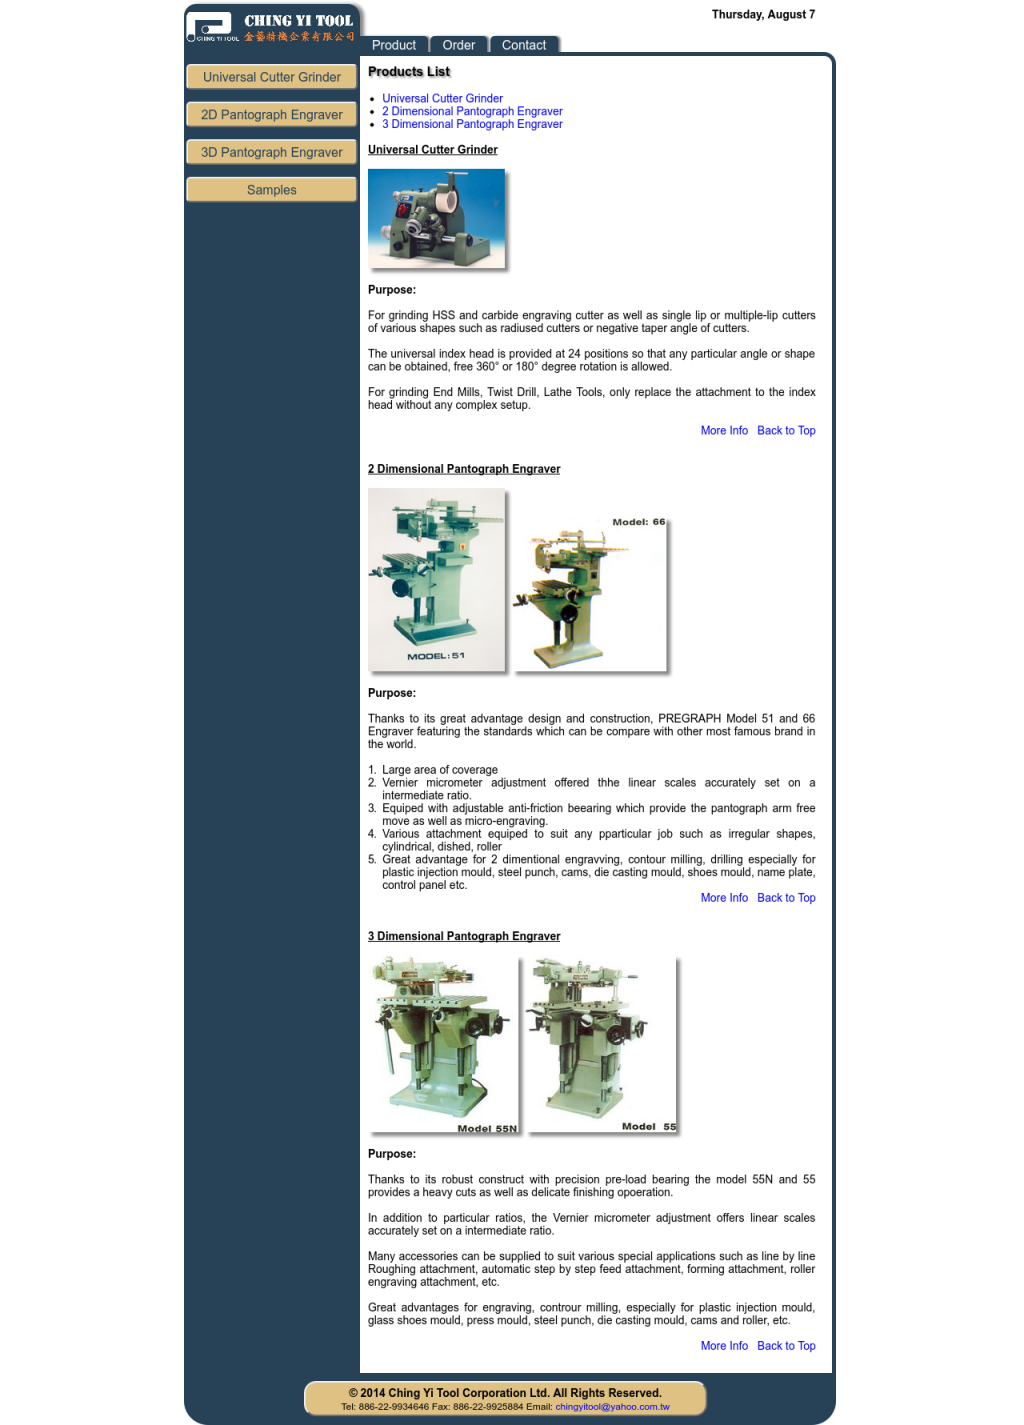 CHING YI TOOL
CHING YI TOOL
金藝精機企業有限公司
Thursday, August 7
Product Order Contact
Universal Cutter Grinder
2D Pantograph Engraver
3D Pantograph Engraver
Samples
Products List
Universal Cutter Grinder
2 Dimensional Pantograph Engraver
3 Dimensional Pantograph Engraver
Universal Cutter Grinder
Purpose:
For grinding HSS and carbide engraving cutter as well as single lip or multiple-lip cutters
of various shapes such as radiused cutters or negative taper angle of cutters.
The universal index head is provided at 24 positions so that any particular angle or shape
can be obtained, free 360° or 180° degree rotation is allowed.
For grinding End Mills, Twist Drill, Lathe Tools, only replace the attachment to the index
head without any complex setup.
More Info Back to Top
2 Dimensional Pantograph Engraver
Model: 66
MODEL:51
Purpose:
Thanks to its great advantage design and construction, PREGRAPH Model 51 and 66
Engraver featuring the standards which can be compare with other most famous brand in
the world.
1. Large area of coverage
2. Vernier micrometer adjustment offered thhe linear scales accurately set on a
intermediate ratio.
3. Equiped with adjustable anti-friction beearing which provide the pantograph arm free
move as well as micro-engraving.
4. Various attachment equiped to suit any pparticular job such as irregular shapes,
cylindrical, dished, roller
5. Great advantage for 2 dimentional engravving, contour milling, drilling especially for
plastic injection mould, steel punch, cams, die casting mould, shoes mould, name plate,
control panel etc.
More Info Back to Top
3 Dimensional Pantograph Engraver
Model 55N
Model 55
Purpose:
Thanks to its robust construct with precision pre-load bearing the model 55N and 55
provides a heavy cuts as well as delicate finishing opoeration.
In addition to particular ratios, the Vernier micrometer adjustment offers linear scales
accurately set on a intermediate ratio.
Many accessories can be supplied to suit various special applications such as line by line
Roughing attachment, automatic step by step feed attachment, forming attachment, roller
engraving attachment, etc.
Great advantages for engraving, controur milling, especially for plastic injection mould,
glass shoes mould, press mould, steel punch, die casting mould, cams and roller, etc.
More Info Back to Top
© 2014 Ching Yi Tool Corporation Ltd. All Rights Reserved.
Tel: 886-22-9934646 Fax: 886-22-9925884 Email: chingyitool@yahoo.com.tw